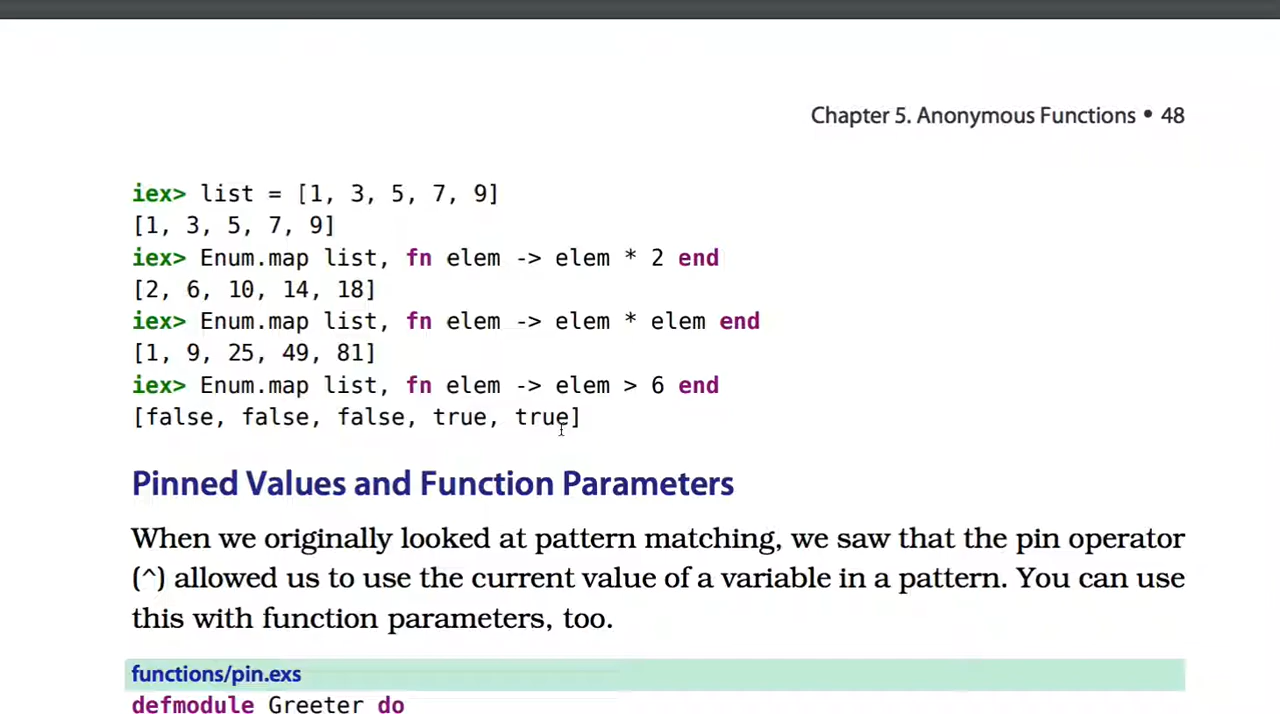 Chapter 5. Anonymous Functions • 48
iex> list = [1, 3, 5, 7, 9]
[1, 3, 5, 7, 9]
iex> Enum.map list, fn elem -> elem * 2 end
[2, 6, 10, 14, 18]
iex> Enum.map list, fn elem -> elem * elem end
[1, 9, 25, 49, 81]
iex> Enum.map list, fn elem -> elem > 6 end
[false, false, false, true, true]
Pinned Values and Function Parameters
When we originally looked at pattern matching, we saw that the pin operator
(^) allowed us to use the current value of a variable in a pattern. You can use
this with function parameters, too.
functions/pin.exs
defmodule Greeter do